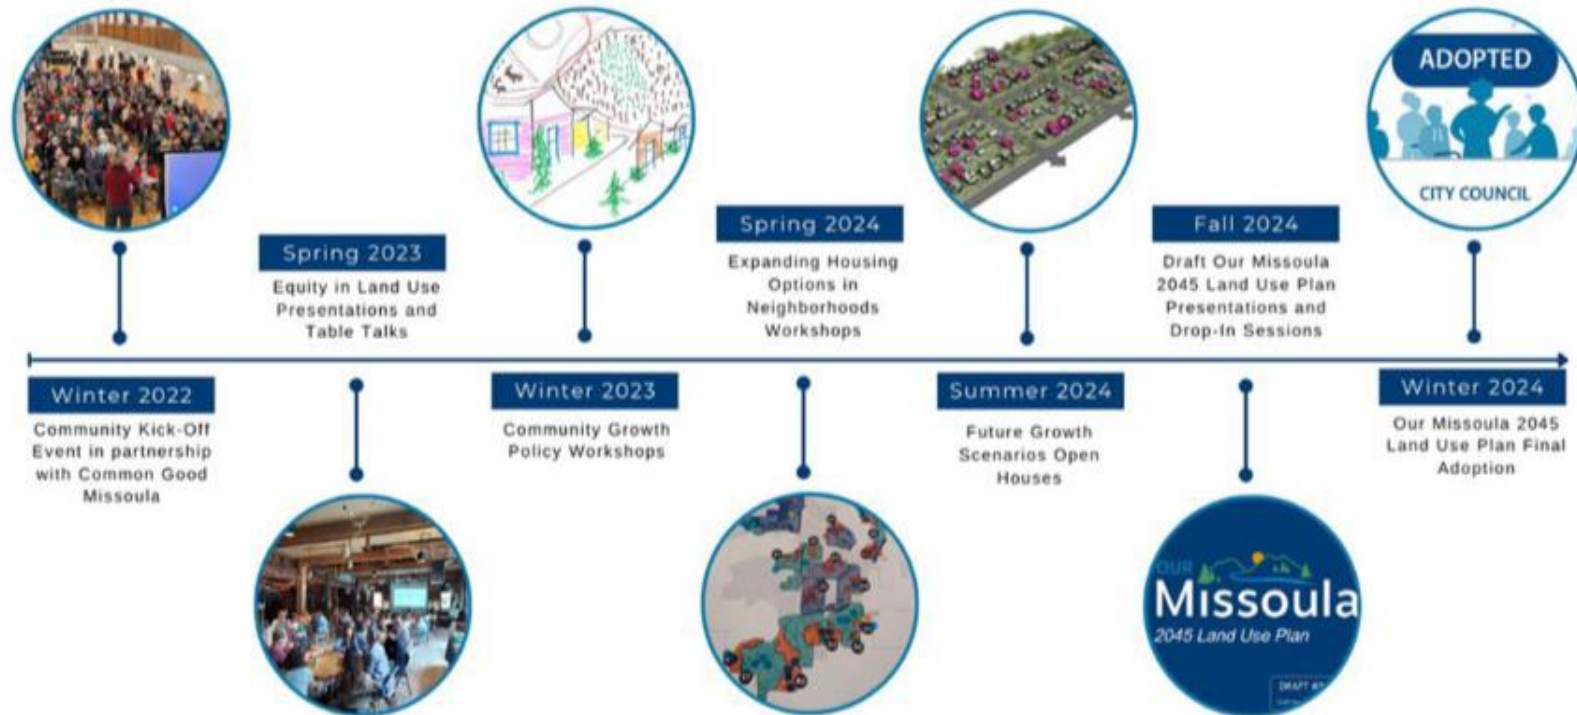 ADOPTED
CITY COUNCIL
Spring 2023
Equity in Land Use
Presentations and
Table Talks
Spring 2024
Expanding Housing
Options in
Neighborhoods
Workshops
Fall 2024
Draft Our Missoula
2045 Land Use Plan
Presentations and
Drop-In Sessions
Winter 2022
Community Kick-Off
Event in partnership
with Common Good
Missoula
Winter 2023
Community Growth
Policy Workshops
Summer 2024
Future Growth
Scenarios Open
Houses
Winter 2024
Our Missoula 2045
Land Use Plan Final
Adoption
OUR
Missoula
2045 Land Use Plan
DRAFT